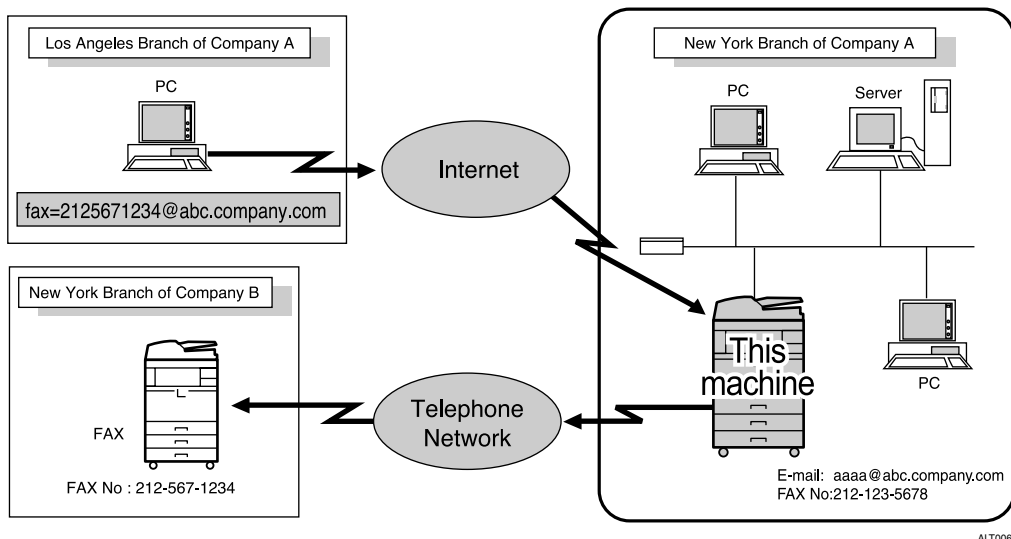 Los Angeles Branch of Company A
PC
fax=2125671234@abc.company.com
Internet
New York Branch of Company A
PC
Server
PC
This
machine
E-mail: aaaa@abc.company.com
FAX No:212-123-5678
New York Branch of Company B
FAX
FAX No : 212-567-1234
Telephone
Network